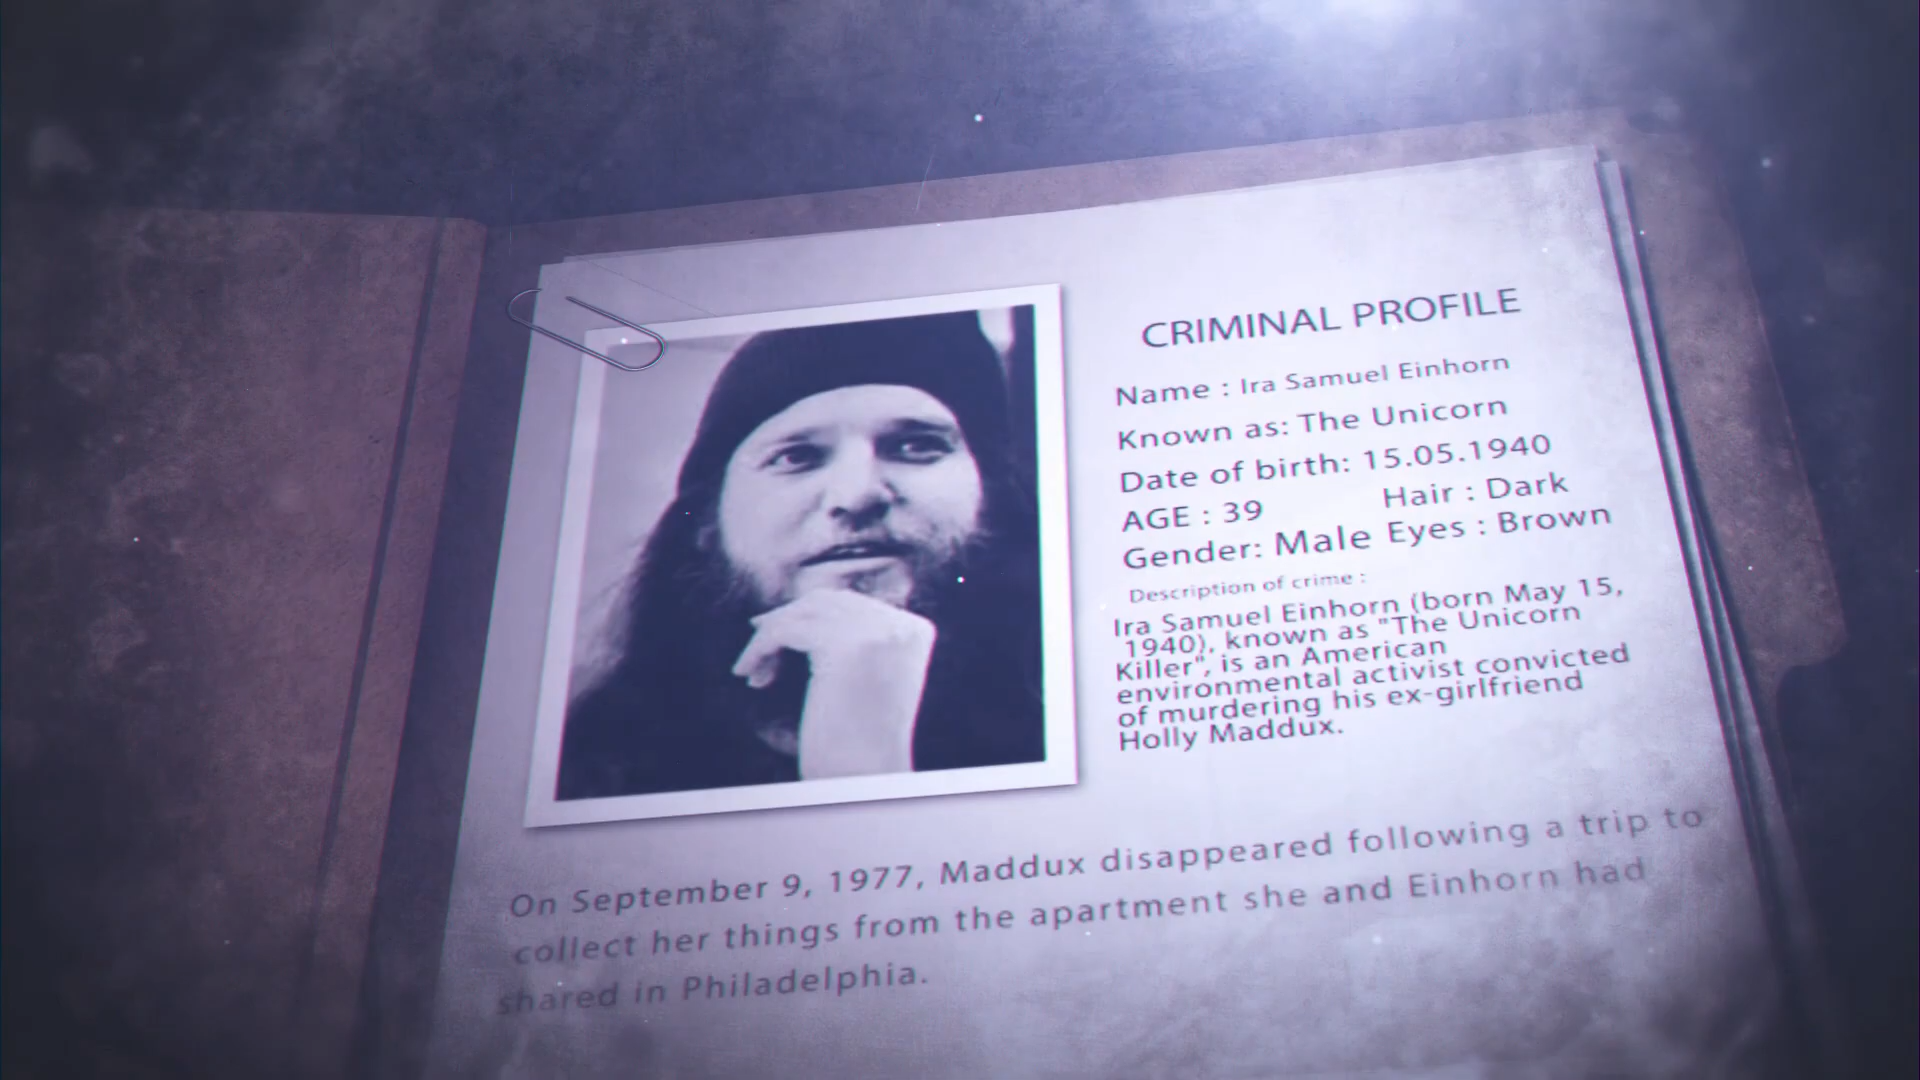 CRIMINAL PROFILE
Name : Ira Samuel Einhorn
Known as: The Unicorn
Date of birth: 15.05.1940
AGE : 39 Hair : Dark
Gender: Male Eyes : Brown
Description of crime :
Ira Samuel Einhorn (born May 15,
1940), known as "The Unicorn
Killer", is an American
environmental activist convicted
of murdering his ex-girlfriend
Holly Maddux.
On September 9, 1977, Maddux disappeared following a trip to
collect her things from the apartment she and Einhorn had
shared in Philadelphia.